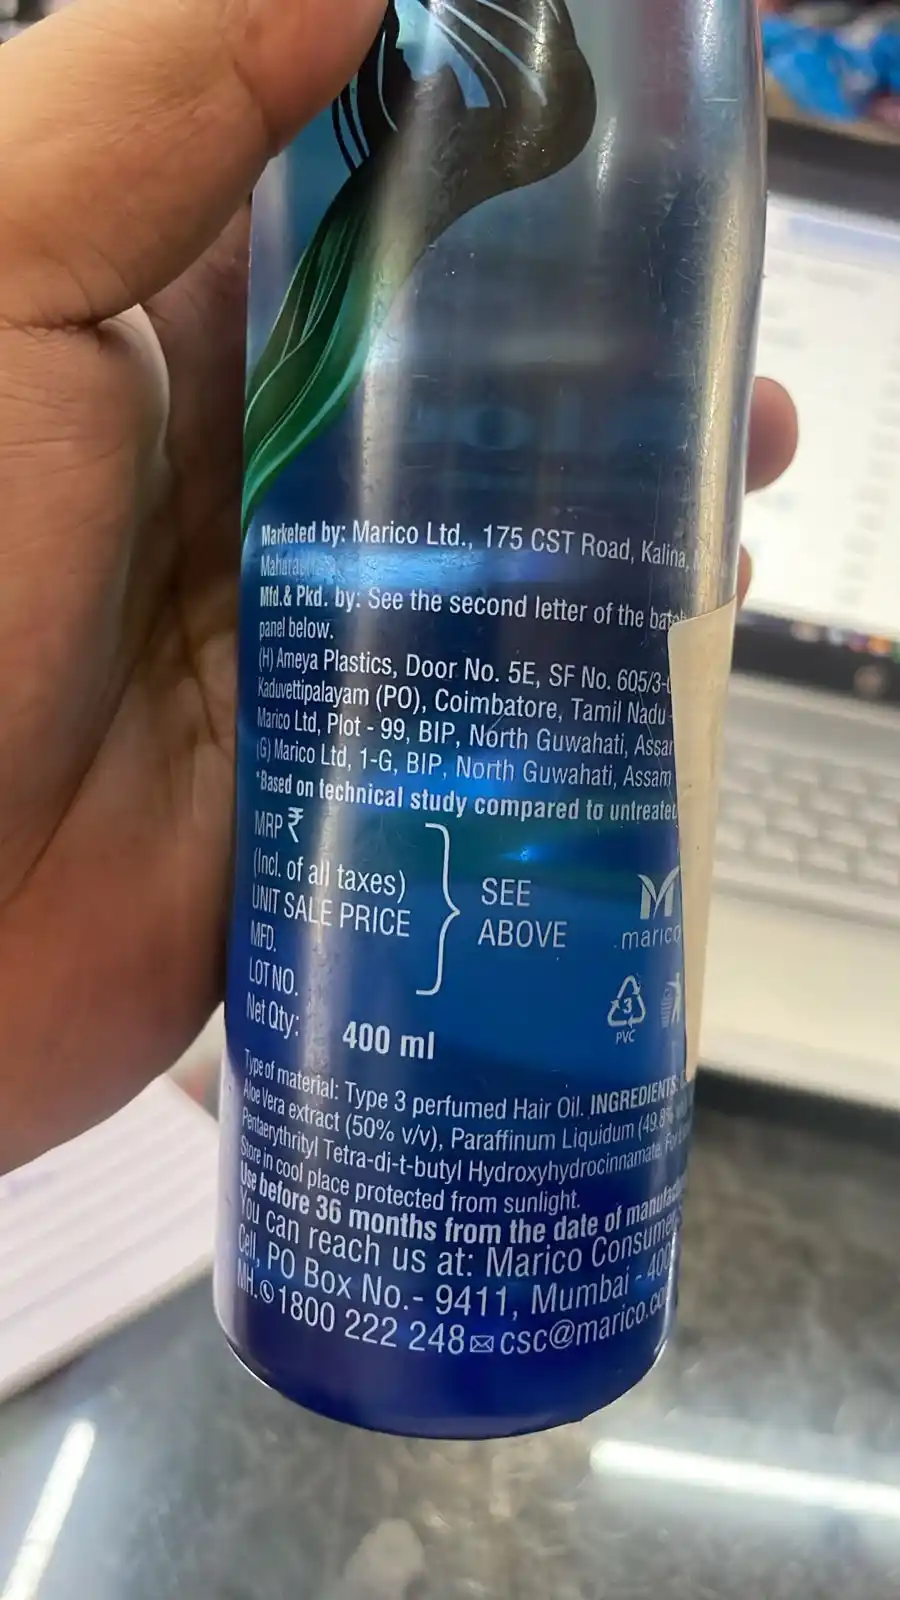 Marketed by: Marico Ltd., 175 CST Road, Kalina,
Mfd.& Pkd. by: See the second letter of the
panel below.
(H) Ameya Plastics, Door No. 5E, SF No. 605/3-
Kaduvettipalayam (PO), Coimbatore, Tamil Nadu
Marico Ltd, Plot - 99, BIP, North Guwahati,
(G) Marico Ltd, 1-G, BIP, North Guwahati, Assam
*Based on technical study compared to
MRP ₹
(Incl. of all taxes)
UNIT SALE PRICE
MFD.
LOT NO.
SEE
ABOVE
marico
3
PVC
Net Qty: 400 ml
Type of material: Type 3 perfumed Hair Oil. INGREDIENTS:
Aloe Vera extract (50% v/v), Paraffinum Liquidum (49.8%
Pentaerythrityl Tetra-di-t-butyl Hydroxyhydrocinnamate.
Store in cool place protected from sunlight.
Use before 36 months from the date of
You can reach us at: Marico Consumer
Cell, PO Box No.- 9411, Mumbai -
MH. 1800 222 248 csc@marico.